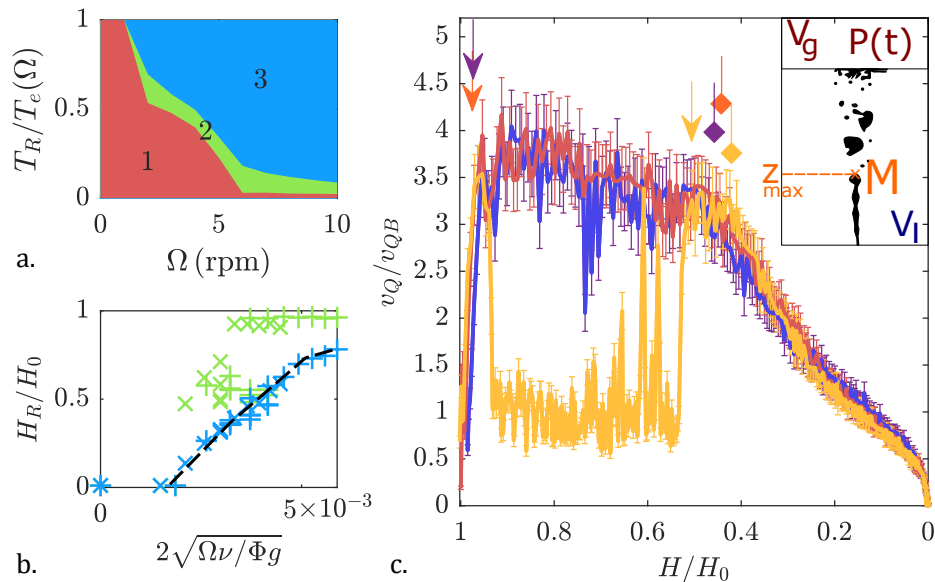 1
0.5
0
T_R/T_e(Ω)
1
2
3
0
5
10
Ω (rpm)
a.
1
0.5
0
H_R/H_0
0
5×10⁻³
2√Ων/Φg
b.
5
4.5
4
3.5
3
2.5
2
1.5
1
0.5
0
v_Q/v_QB
1
0.8
0.6
0.4
0.2
0
H/H_0
c.
V_g P(t)
z_max
M
V_l